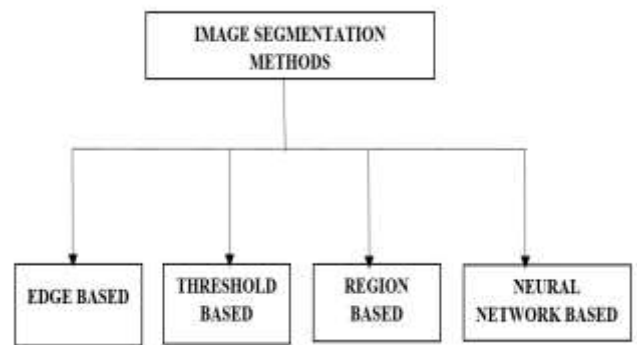 IMAGE SEGMENTATION
METHODS
EDGE BASED
THRESHOLD
BASED
REGION
BASED
NEURAL
NETWORK BASED